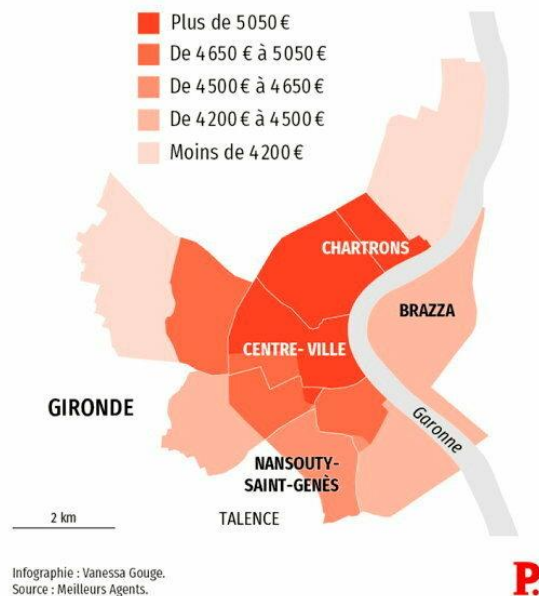 Plus de 5050 €
De 4650 € à 5050 €
De 4500 € à 4650 €
De 4200 € à 4500 €
Moins de 4200 €
CHARTRONS
BRAZZA
CENTRE- VILLE
GIRONDE
Garonne
NANSOUTY-
SAINT-GENÈS
2 km
TALENCE
Infographie : Vanessa Gouge.
Source : Meilleurs Agents.
P.